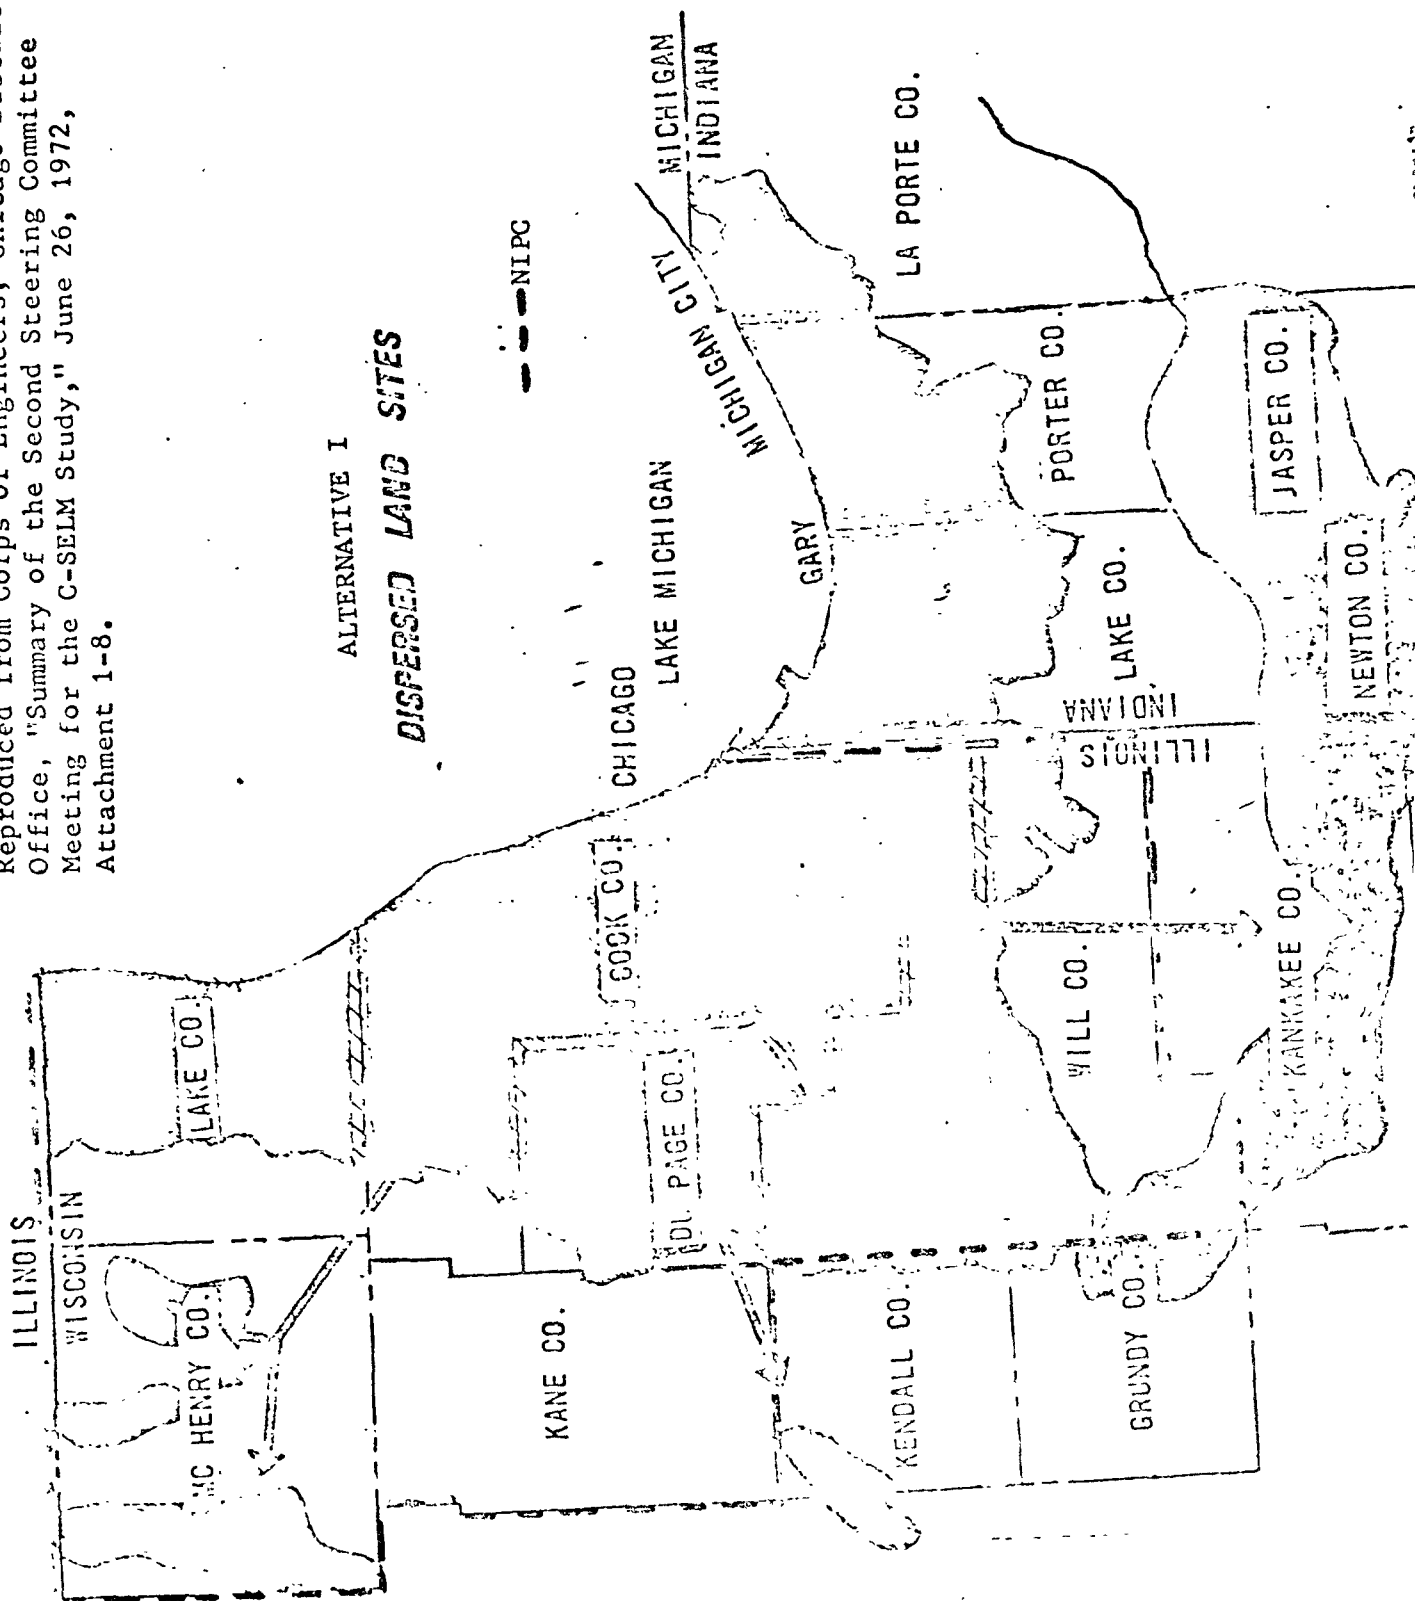 Reproduced from Corps of Engineers, Chicago
Office, "Summary of the Second Steering Committee
Meeting for the C-SELM Study," June 26, 1972,
Attachment 1-8.
ALTERNATIVE I
DISPERSED LAND SITES
NIPC
ILLINOIS
WISCONSIN
LAKE CO.
MC HENRY CO.
COOK CO.
CHICAGO
LAKE MICHIGAN
MICHIGAN CITY
MICHIGAN
INDIANA
KANE CO.
DU PAGE CO.
GARY
LA PORTE CO.
KENDALL CO.
WILL CO.
ILLINOIS
INDIANA
LAKE CO.
PORTER CO.
GRUNDY CO.
KANKAKEE CO.
NEWTON CO.
JASPER CO.